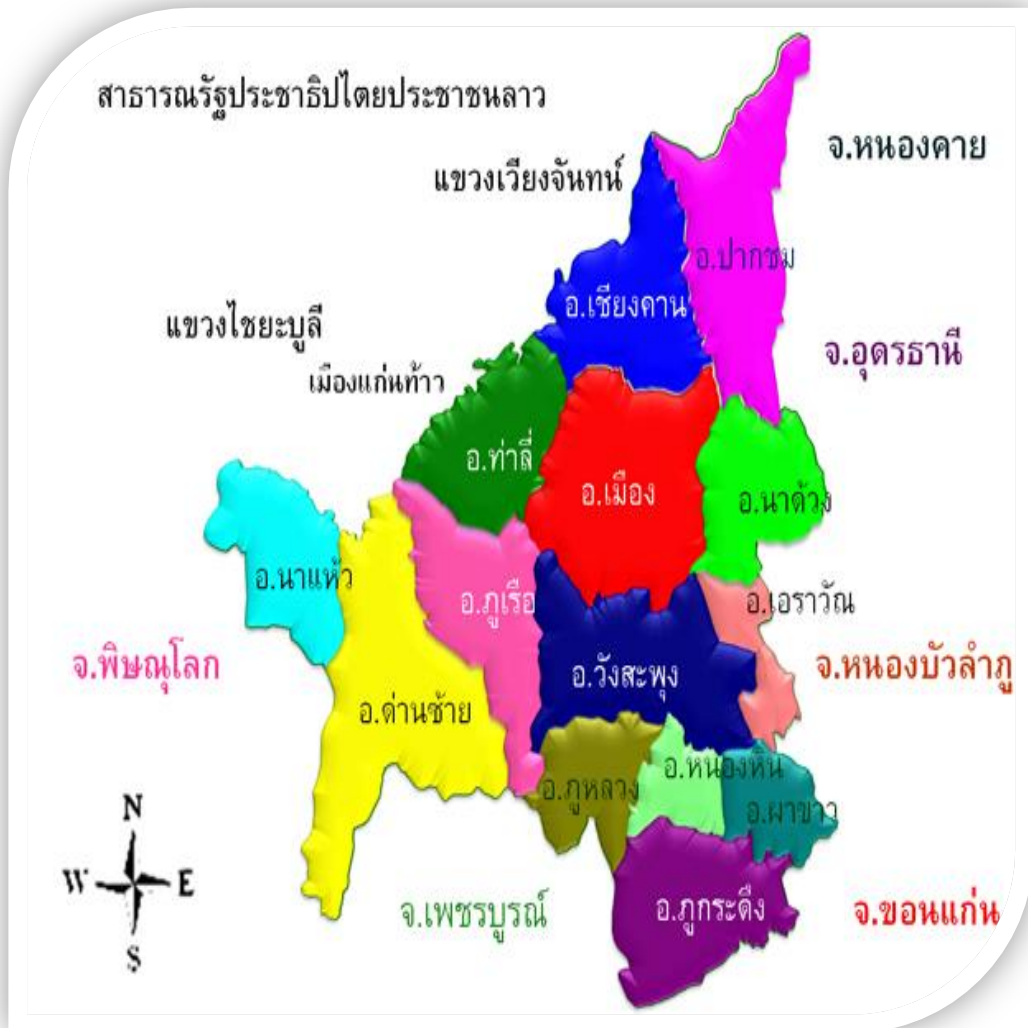 สาธารณรัฐประชาธิปไตยประชาชนลาว
จ.หนองคาย
แขวงเวียงจันทน์
อ.ปากชม
อ.เชียงคาน
แขวงไชยะบูลี
จ.อุดรธานี
เมืองแก่นท้าว
อ.ท่าลี่
อ.เมือง
อ.นาด้วง
อ.นาแห้ว
อ.ภูเรือ
อ.เอราวัณ
จ.พิษณุโลก
อ.วังสะพุง
จ.หนองบัวลำภู
อ.ด่านซ้าย
อ.หนองหิน
อ.ภูหลวง
อ.ผาขาว
N
W E
S
จ.เพชรบูรณ์
อ.ภูกระดึง
จ.ขอนแก่น